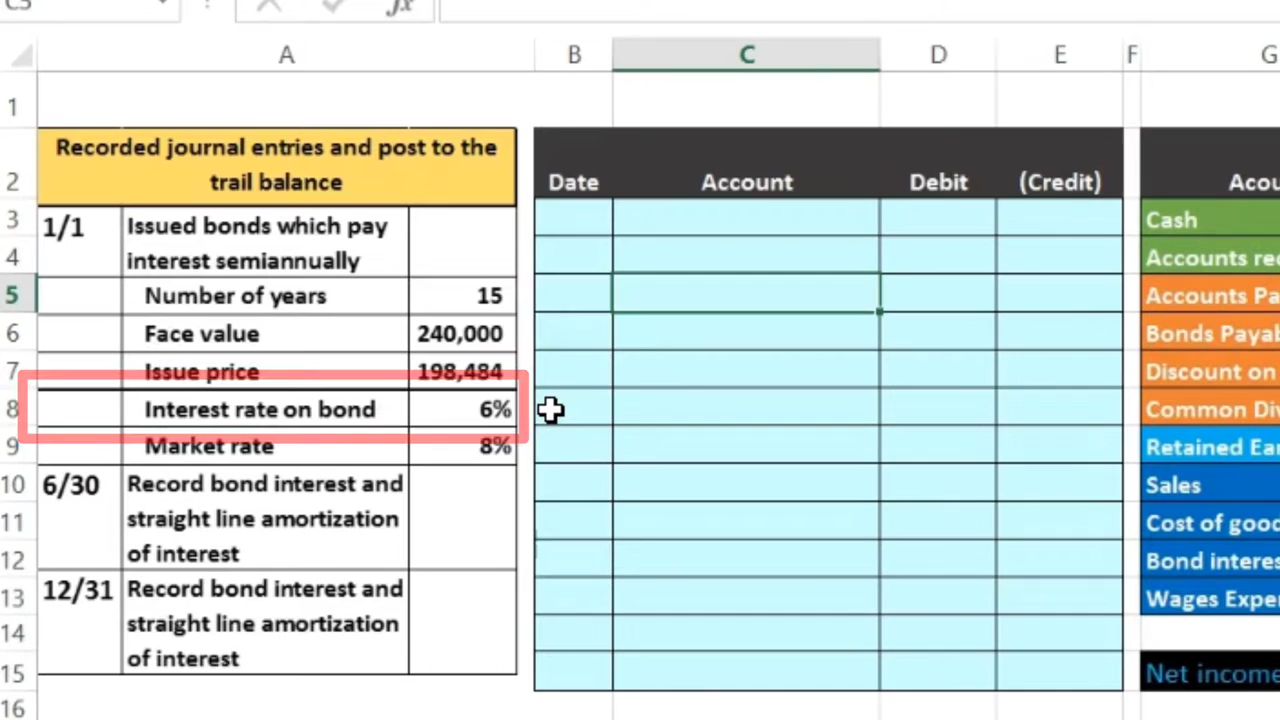 fx
A B C D E F G
1
Recorded journal entries and post to the
2 trail balance Date Account Debit (Credit) Acou
3 1/1 Issued bonds which pay Cash
4 interest semiannually Accounts rec
5 Number of years 15 Accounts Pa
6 Face value 240,000 Bonds Payab
7 Issue price 198,484 Discount on
8 Interest rate on bond 6% Common Div
9 Market rate 8% Retained Ear
10 6/30 Record bond interest and Sales
11 straight line amortization Cost of good
12 of interest Bond interes
13 12/31 Record bond interest and Wages Exper
14 straight line amortization
15 of interest Net income
16